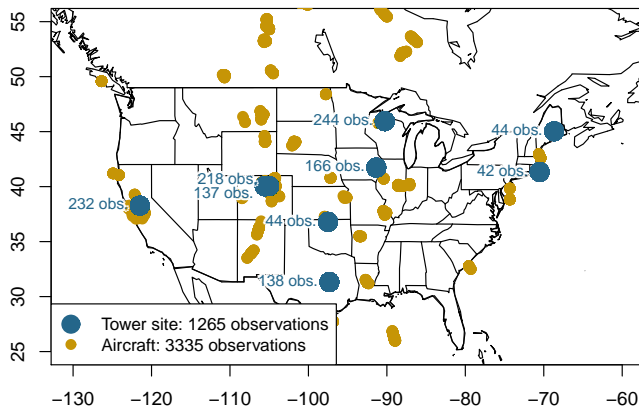 55
50
45
40
35
30
25
244 obs.
44 obs.
166 obs.
42 obs.
218 obs.
137 obs.
232 obs.
44 obs.
138 obs.
Tower site: 1265 observations
Aircraft: 3335 observations
−130 −120 −110 −100 −90 −80 −70 −60